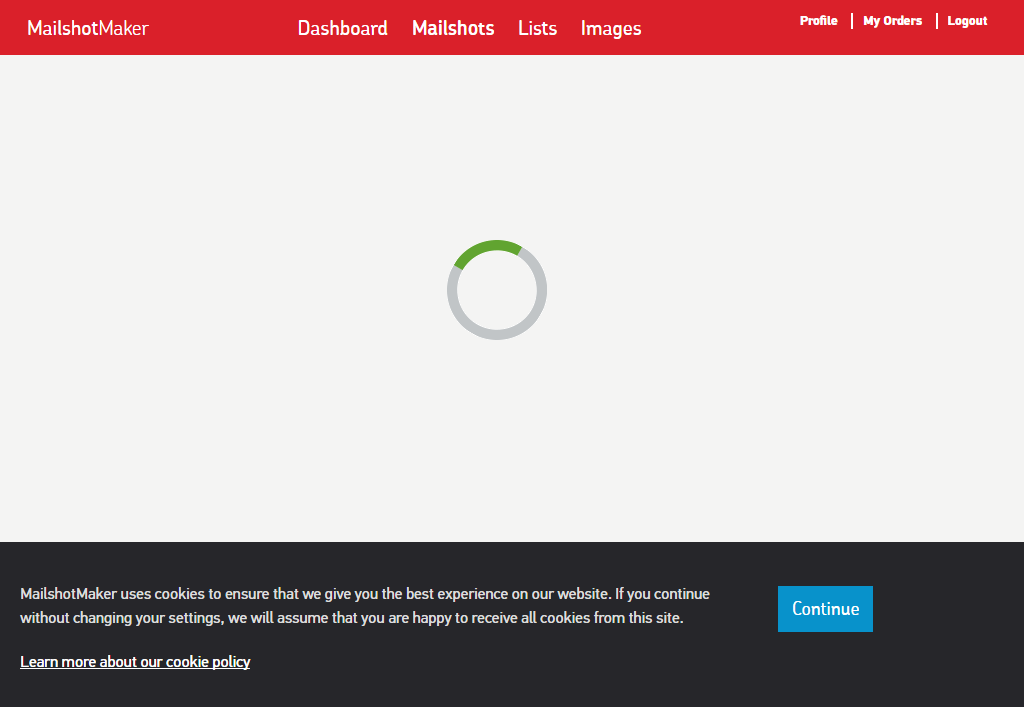 MailshotMaker
Dashboard Mailshots Lists Images
Profile My Orders Logout
MailshotMaker uses cookies to ensure that we give you the best experience on our website. If you continue
without changing your settings, we will assume that you are happy to receive all cookies from this site.
Continue
Learn more about our cookie policy